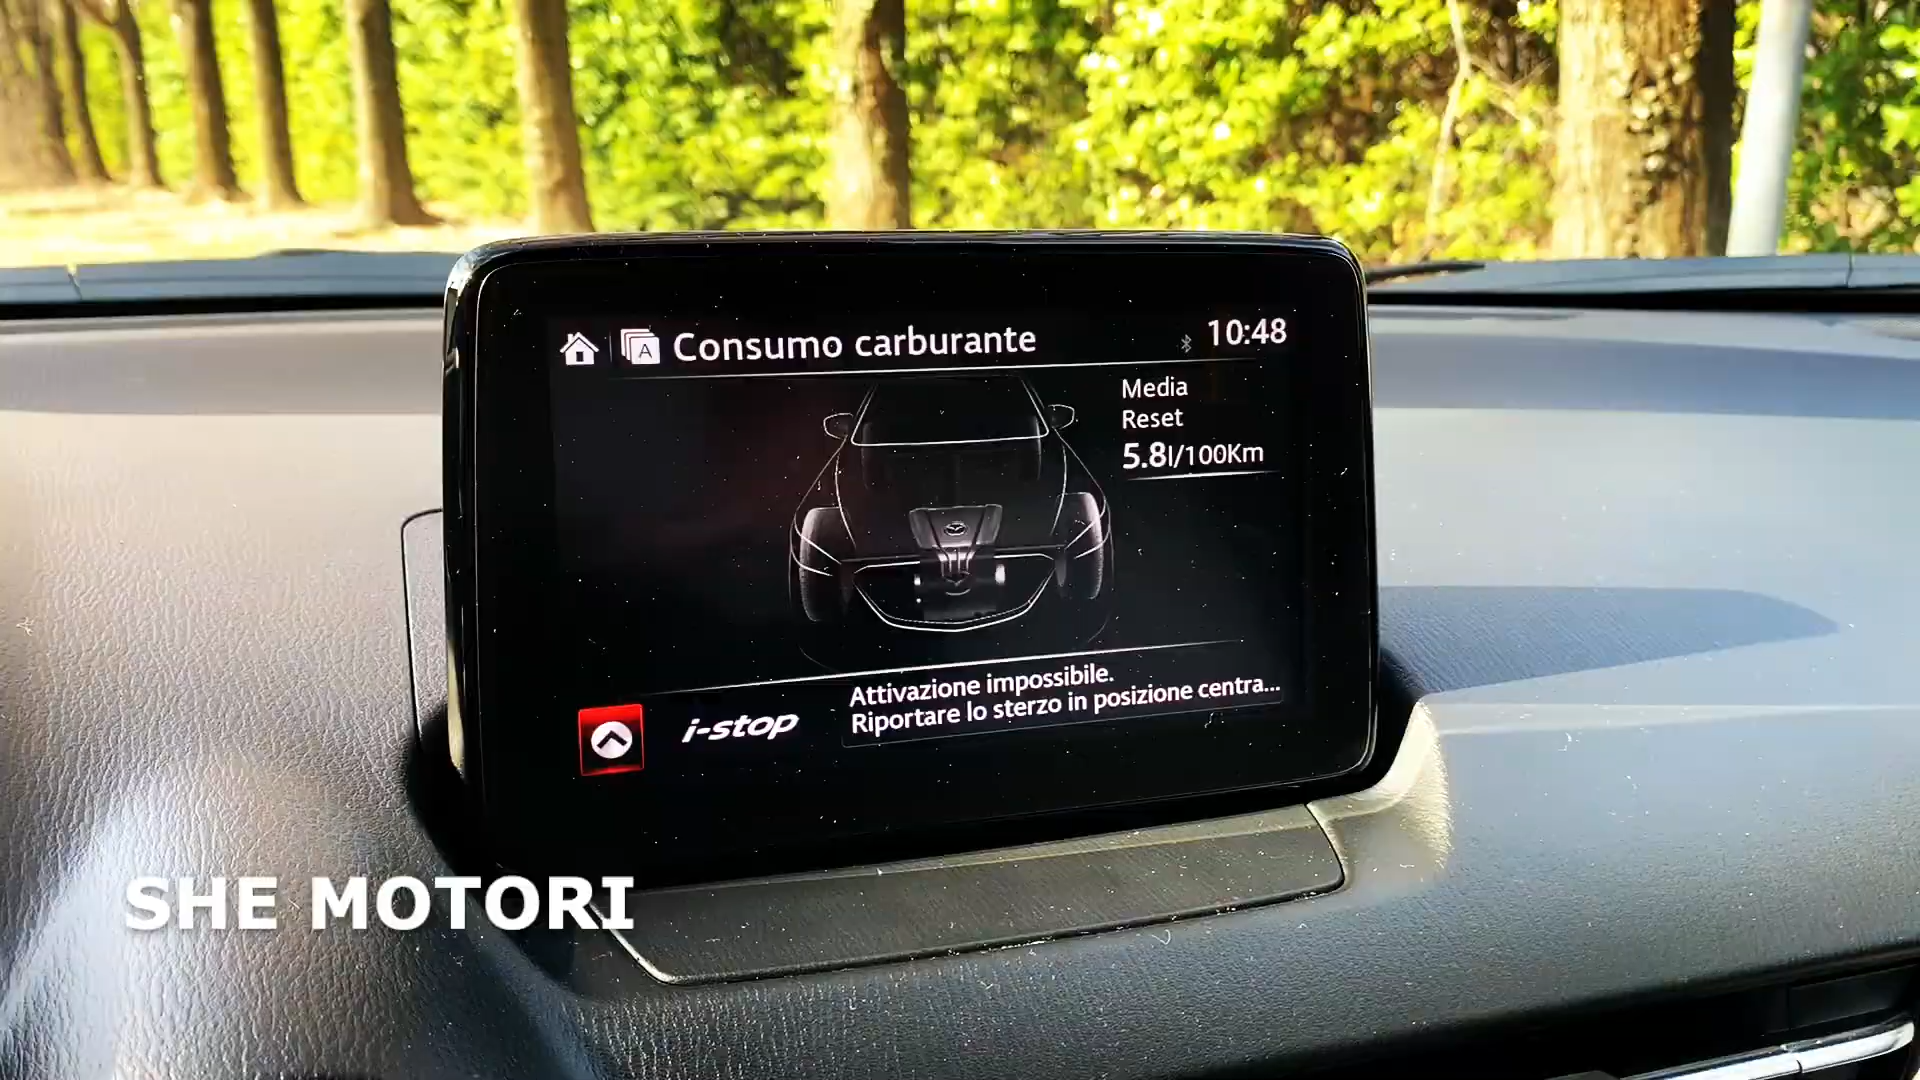 A Consumo carburante
10:48
Media
Reset
5.8l/100Km
i-stop
Attivazione impossibile.
Riportare lo sterzo in posizione centra...
SHE MOTORI